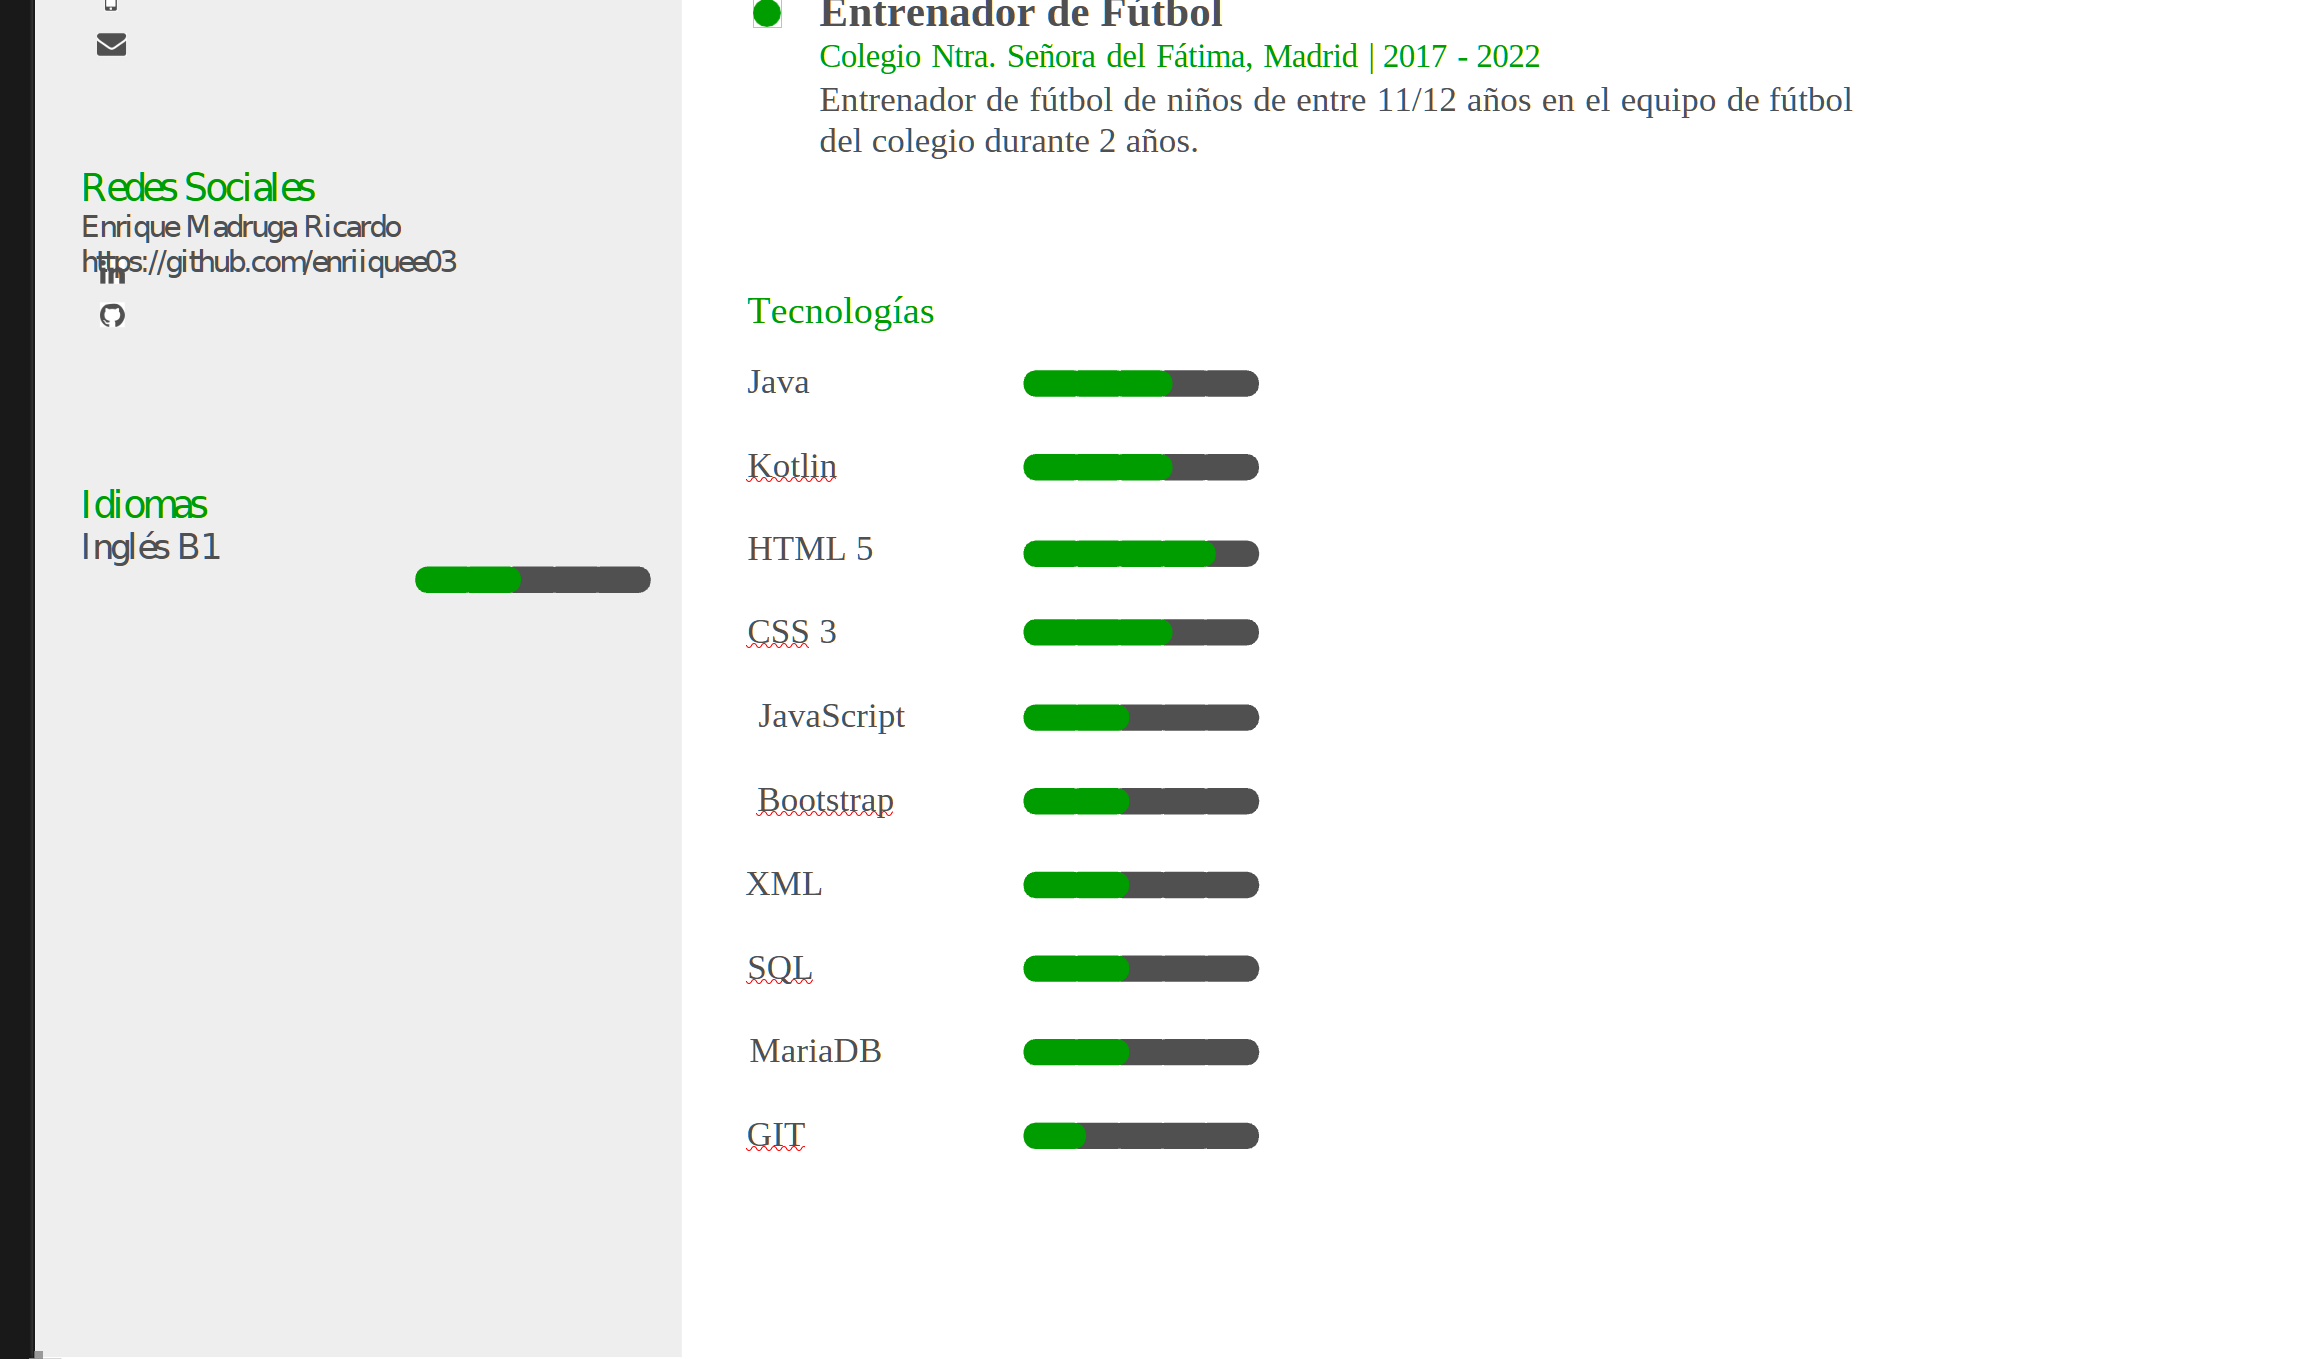 Redes Sociales
Enrique Madruga Ricardo
https://github.com/enriiquee03
Idiomas
Inglés B1
Entrenador de Fútbol
Colegio Ntra. Señora del Fátima, Madrid | 2017 - 2022
Entrenador de fútbol de niños de entre 11/12 años en el equipo de fútbol
del colegio durante 2 años.
Tecnologías
Java
Kotlin
HTML 5
CSS 3
JavaScript
Bootstrap
XML
SQL
MariaDB
GIT